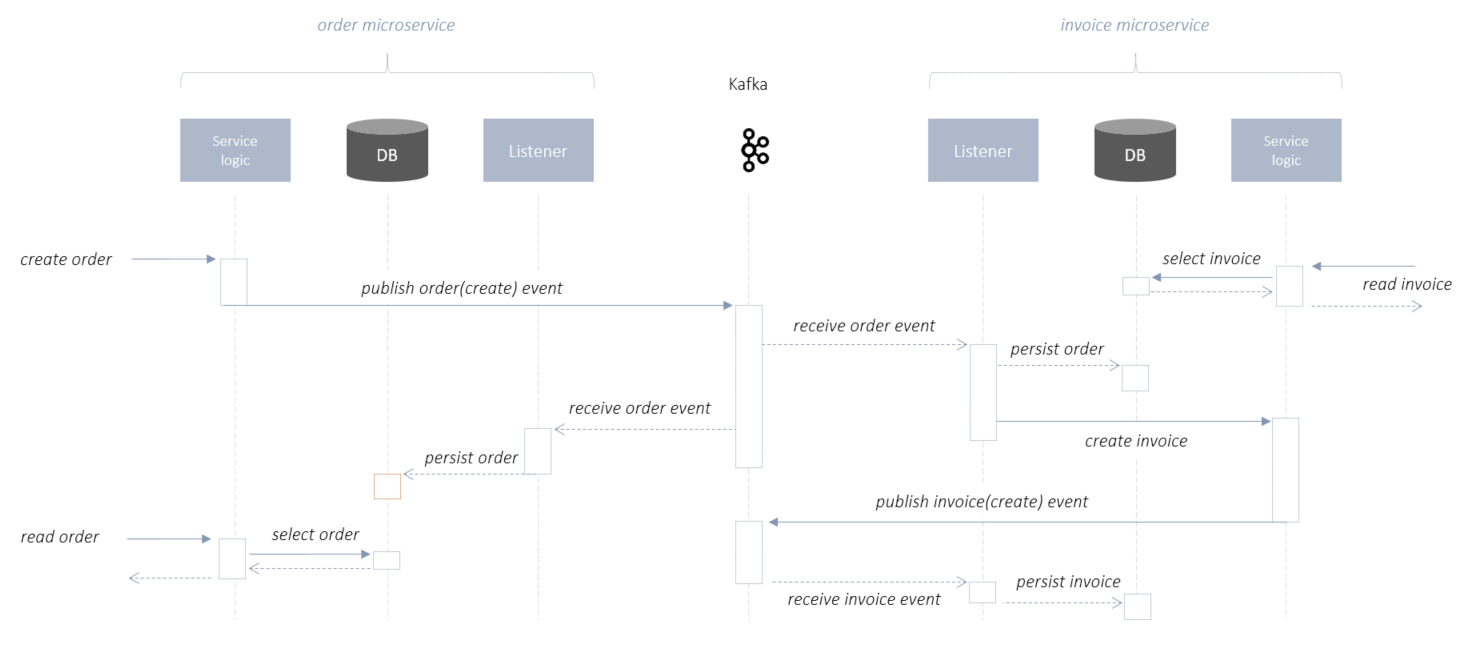 order microservice
invoice microservice
Kafka
Service
logic
DB
Listener
Listener
DB
Service
logic
create order
select invoice
read invoice
publish order(create) event
receive order event
persist order
receive order event
create invoice
persist order
publish invoice(create) event
read order
select order
persist invoice
receive invoice event